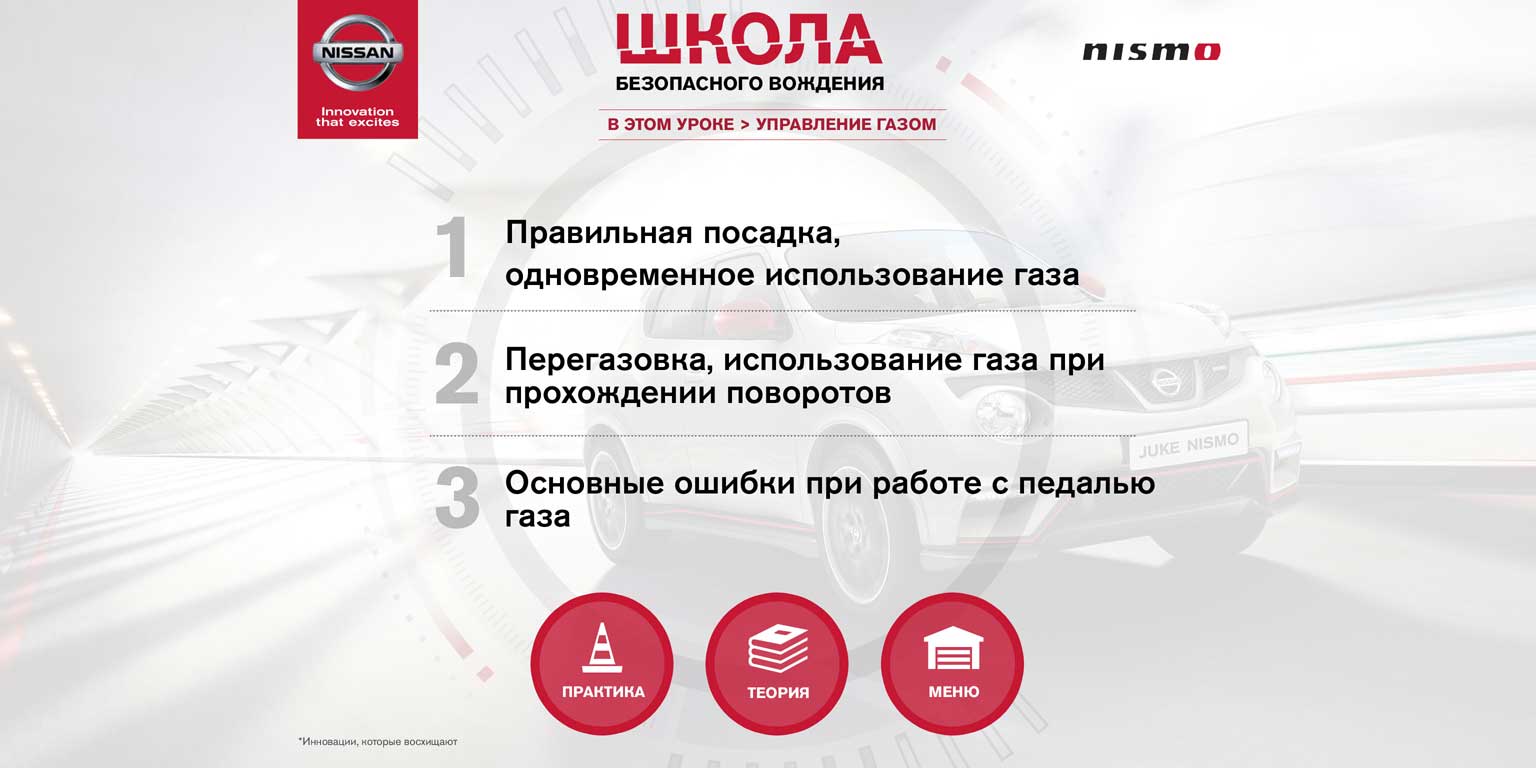 NISSAN
Innovation
that excites
ШКОЛА
БЕЗОПАСНОГО ВОЖДЕНИЯ
В ЭТОМ УРОКЕ > УПРАВЛЕНИЕ ГАЗОМ
nismo
1
Правильная посадка,
одновременное использование газа
2
Перегазовка, использование газа при
прохождении поворотов
3
Основные ошибки при работе с педалью
газа
JUKE NISMO
ПРАКТИКА
ТЕОРИЯ
МЕНЮ
*Инновации, которые восхищают